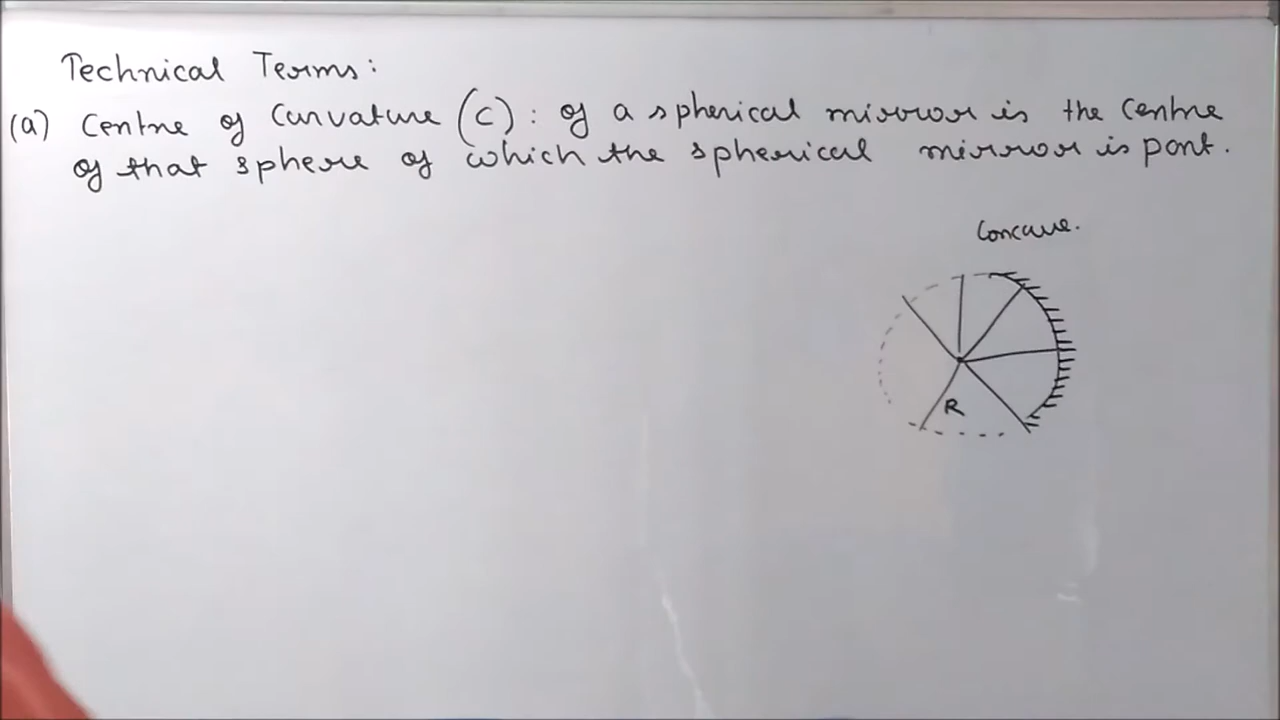 Technical Terms:
(a) Centre of Curvature (C): of a spherical mirror is the centre
of that sphere of which the spherical mirror is part.
Concave.
R